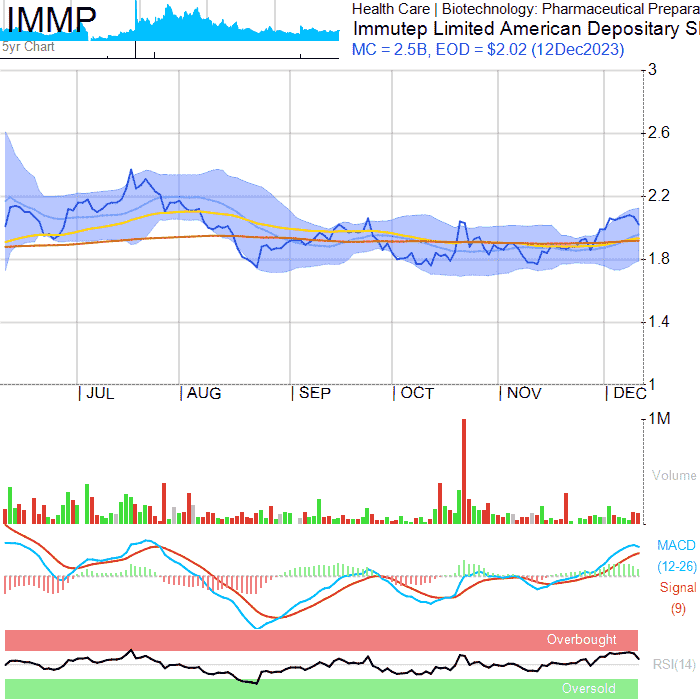 IMMP
5yr Chart
Health Care | Biotechnology: Pharmaceutical Prepara
Immutep Limited American Depositary S
MC = 2.5B, EOD = $2.02 (12Dec2023)
3
2.6
2.2
1.8
1.4
1
JUL AUG SEP OCT NOV DEC
1M
Volume
MACD
(12-26)
Signal
(9)
Overbought
RSI(14)
Oversold